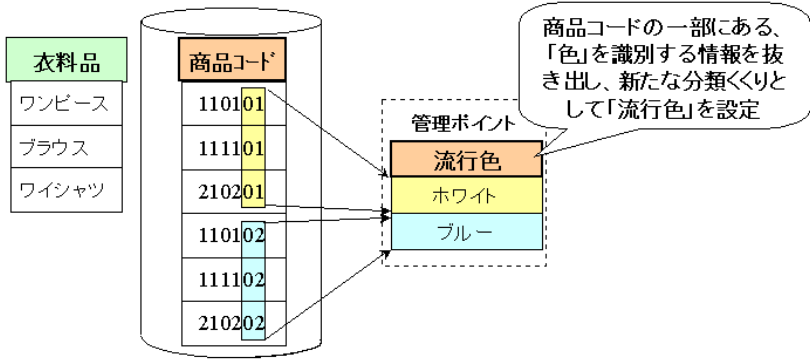 商品コードの一部にある、
「色」を識別する情報を抜
き出し、新たな分類くくりと
して「流行色」を設定
衣料品
ワンピース
ブラウス
ワイシャツ
商品コード
110101
111101
210201
110102
111102
210202
管理ポイント
流行色
ホワイト
ブルー